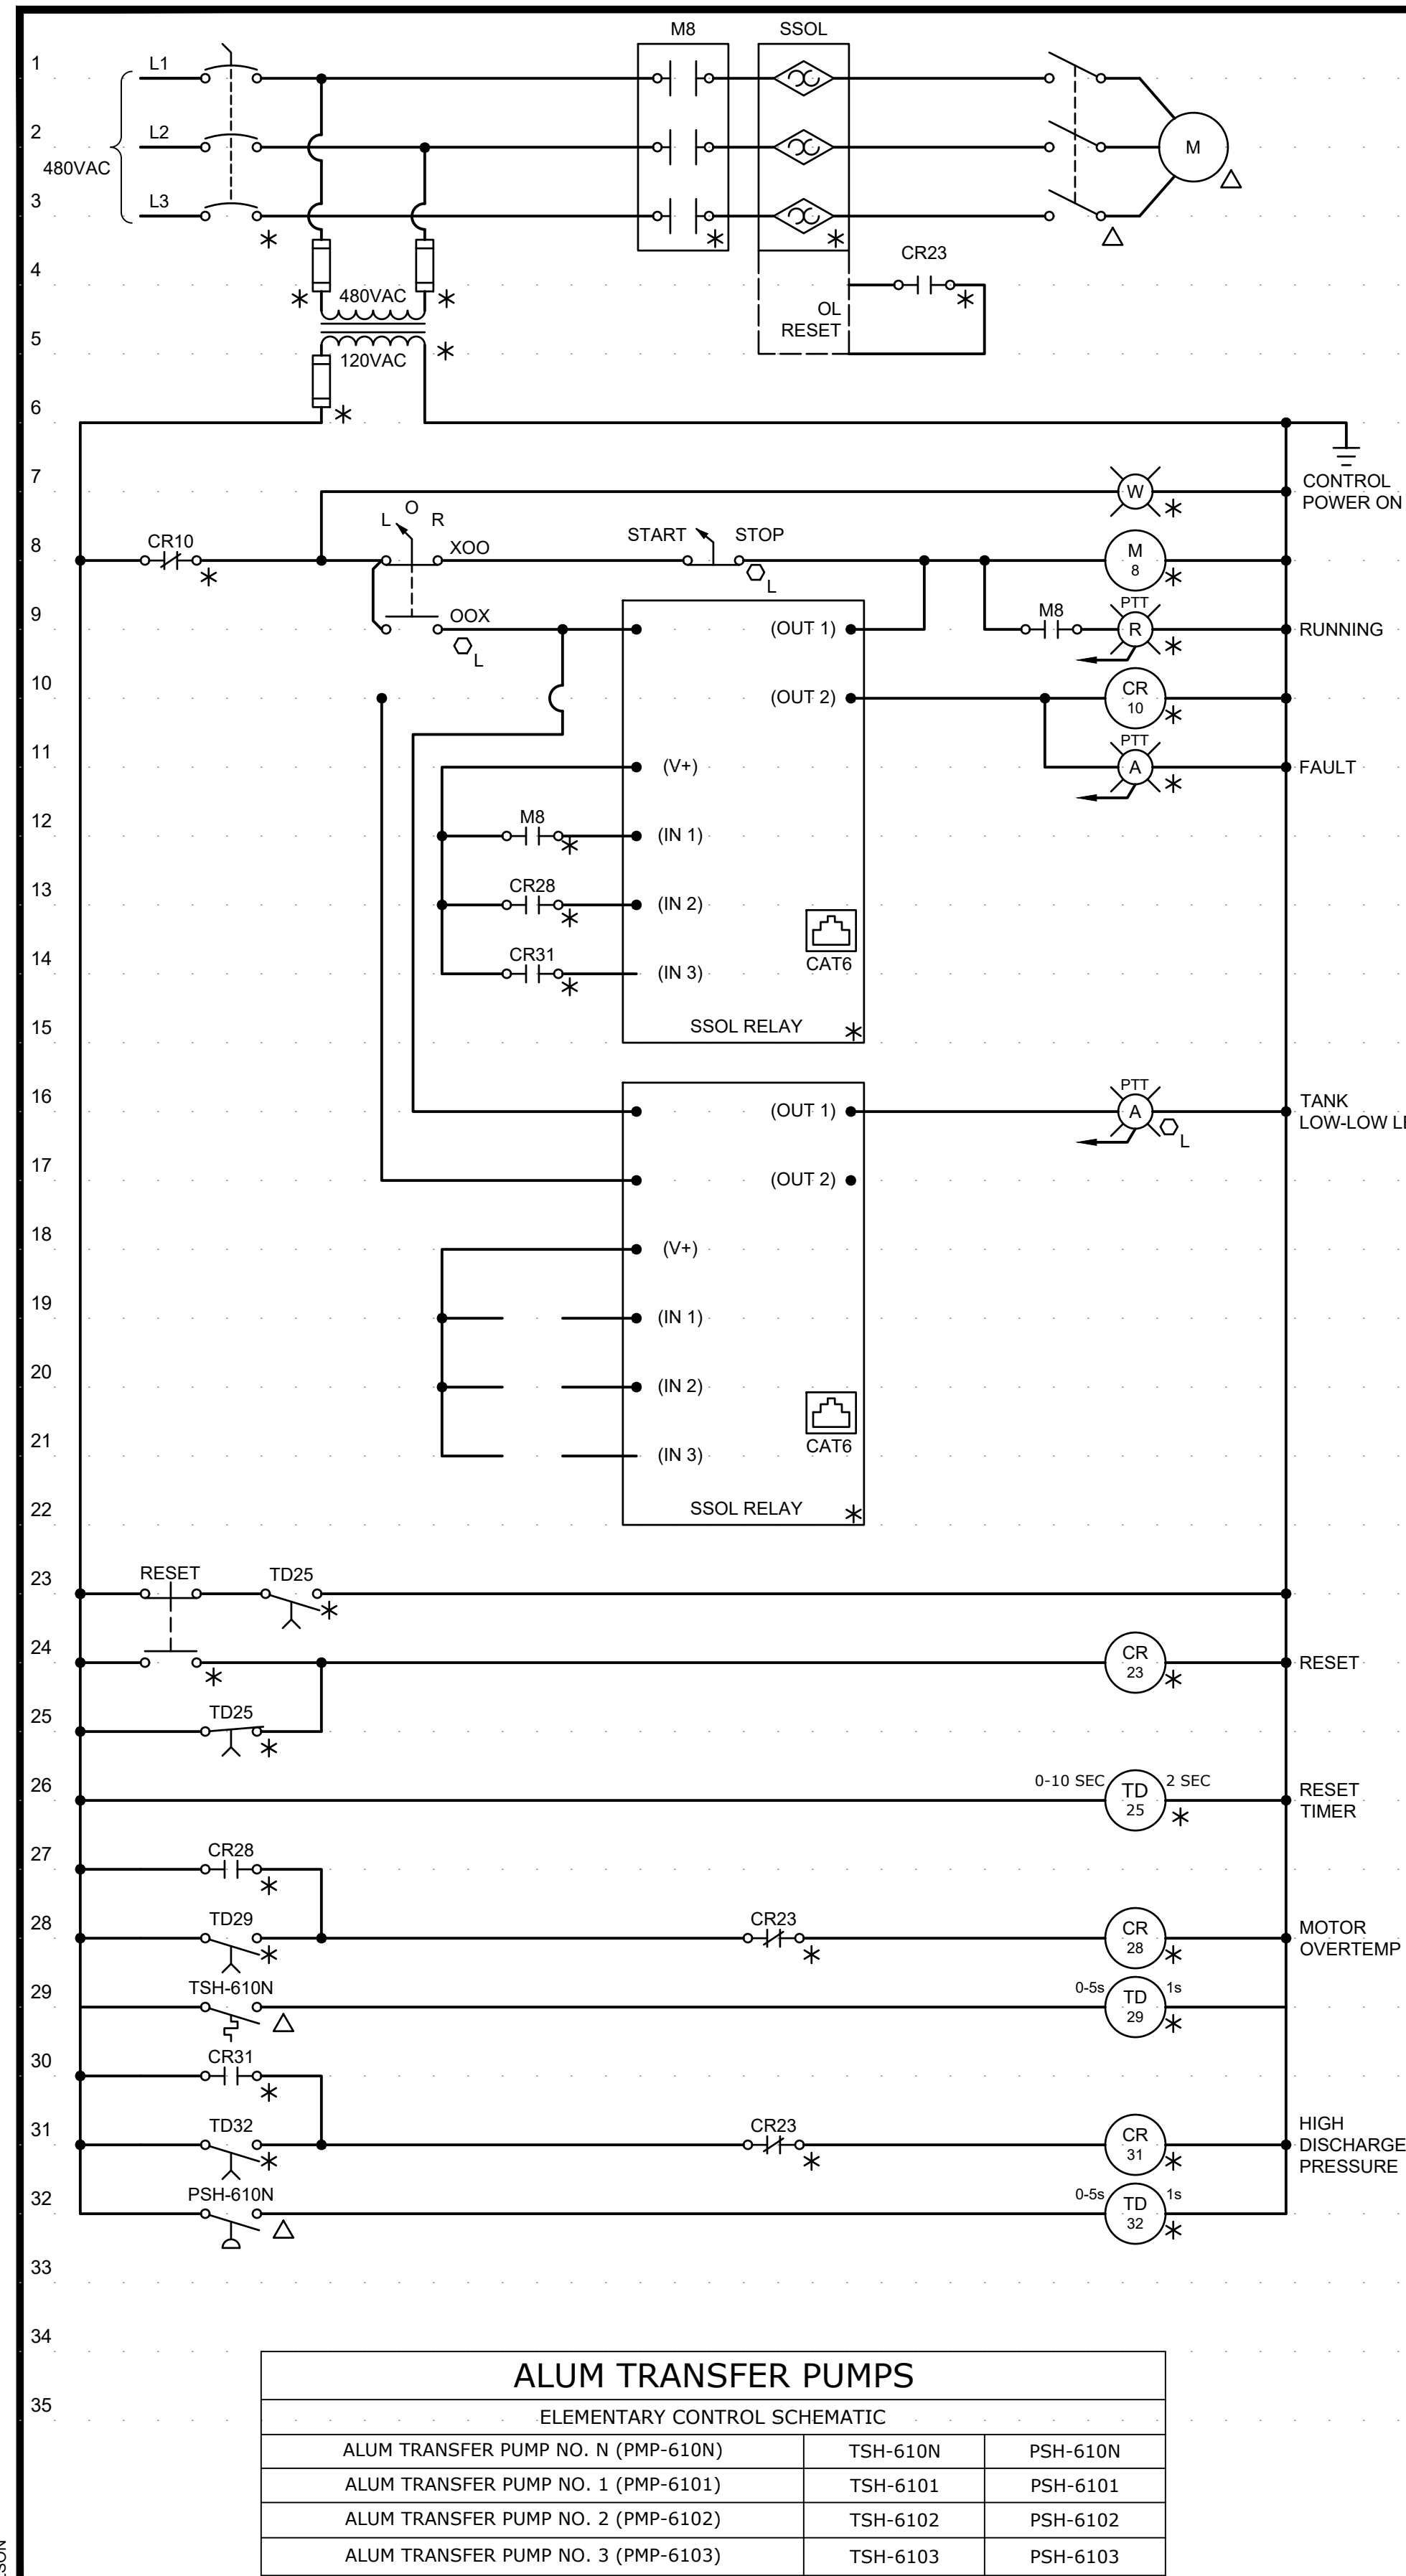 M8 SSOL
1 L1
2 L2 M
480VAC
3 L3
CR23
4 480VAC
OL
5 RESET
120VAC
6
7 W CONTROL
POWER ON
L O R
8 CR10 XOO START STOP M
8
L
9 OOX (OUT 1) M8 PTT
R RUNNING
L
10 (OUT 2) CR
10
11 (V+) PTT
A FAULT
12 M8 (IN 1)
13 CR28 (IN 2)
14 CR31 (IN 3) CAT6
15 SSOL RELAY
16 (OUT 1) PTT
A TANK
LOW-LOW
L
17 (OUT 2)
18 (V+)
19 (IN 1)
20 (IN 2)
21 (IN 3) CAT6
22 SSOL RELAY
23 RESET TD25
24 CR
23 RESET
25 TD25
26 0-10 SEC TD
25 2 SEC RESET
TIMER
27 CR28
28 TD29 CR23 CR
28 MOTOR
OVERTEMP
29 TSH-610N 0-5s TD
29 1s
30 CR31
31 TD32 CR23 CR
31 HIGH
DISCHARGE
PRESSURE
32 PSH-610N 0-5s TD
32 1s
33
34
ALUM TRANSFER PUMPS
35
ELEMENTARY CONTROL SCHEMATIC
ALUM TRANSFER PUMP NO. N (PMP-610N) TSH-610N PSH-610N
ALUM TRANSFER PUMP NO. 1 (PMP-6101) TSH-6101 PSH-6101
ALUM TRANSFER PUMP NO. 2 (PMP-6102) TSH-6102 PSH-6102
ALUM TRANSFER PUMP NO. 3 (PMP-6103) TSH-6103 PSH-6103